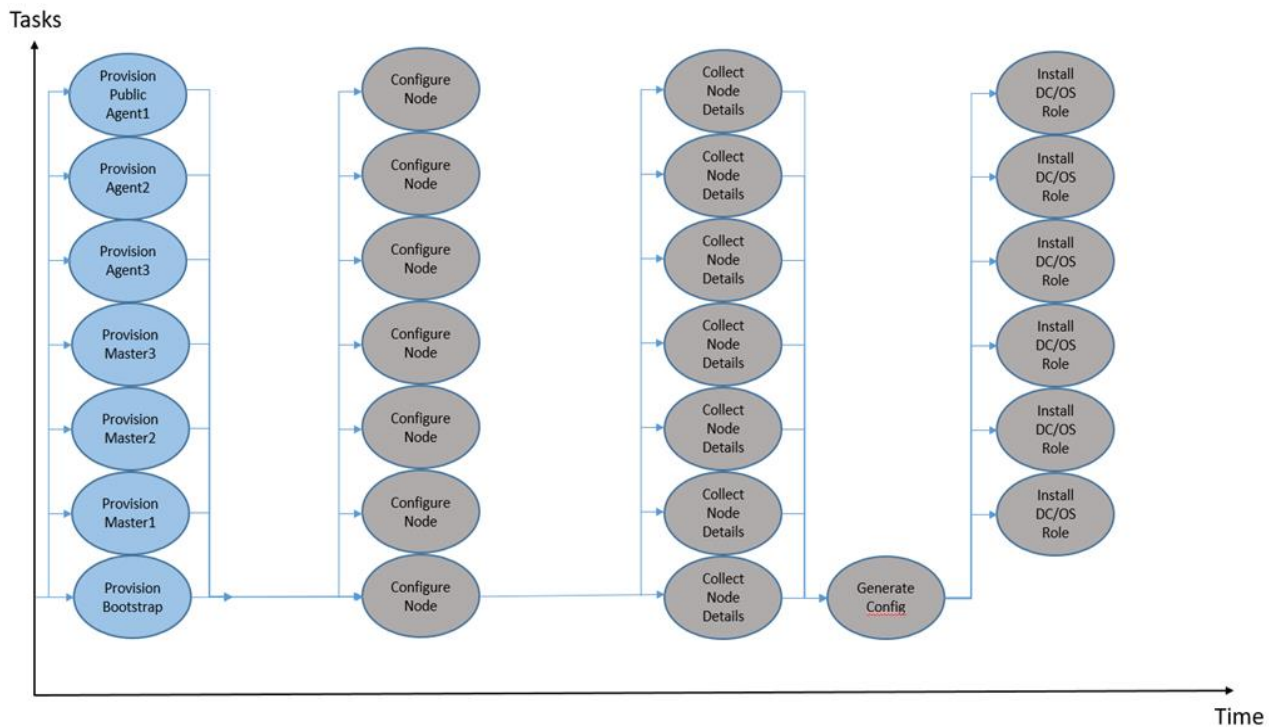 Tasks
Provision
Public
Agent1
Provision
Agent2
Provision
Agent3
Provision
Master3
Provision
Master2
Provision
Master1
Provision
Bootstrap
Configure
Node
Configure
Node
Configure
Node
Configure
Node
Configure
Node
Configure
Node
Configure
Node
Collect
Node
Details
Collect
Node
Details
Collect
Node
Details
Collect
Node
Details
Collect
Node
Details
Collect
Node
Details
Collect
Node
Details
Generate
Config
Install
DC/OS
Role
Install
DC/OS
Role
Install
DC/OS
Role
Install
DC/OS
Role
Install
DC/OS
Role
Install
DC/OS
Role
Time